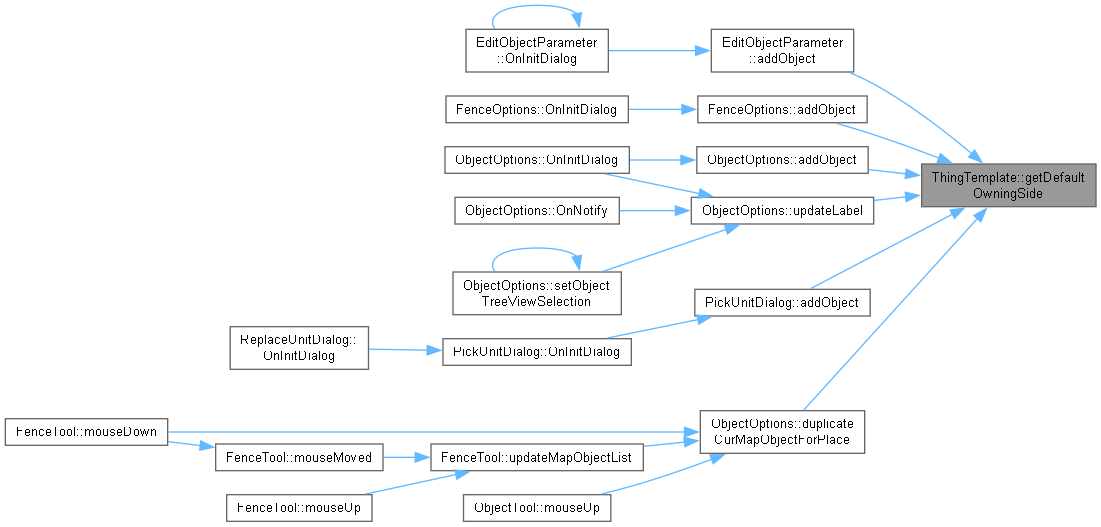 EditObjectParameter
::OnInitDialog
EditObjectParameter
::addObject
FenceOptions::OnInitDialog
FenceOptions::addObject
ObjectOptions::OnInitDialog
ObjectOptions::addObject
ThingTemplate::getDefault
OwningSide
ObjectOptions::OnNotify
ObjectOptions::updateLabel
ObjectOptions::setObject
TreeViewSelection
PickUnitDialog::addObject
ReplaceUnitDialog::
OnInitDialog
PickUnitDialog::OnInitDialog
FenceTool::mouseDown
ObjectOptions::duplicate
CurMapObjectForPlace
FenceTool::mouseMoved
FenceTool::updateMapObjectList
FenceTool::mouseUp
ObjectTool::mouseUp